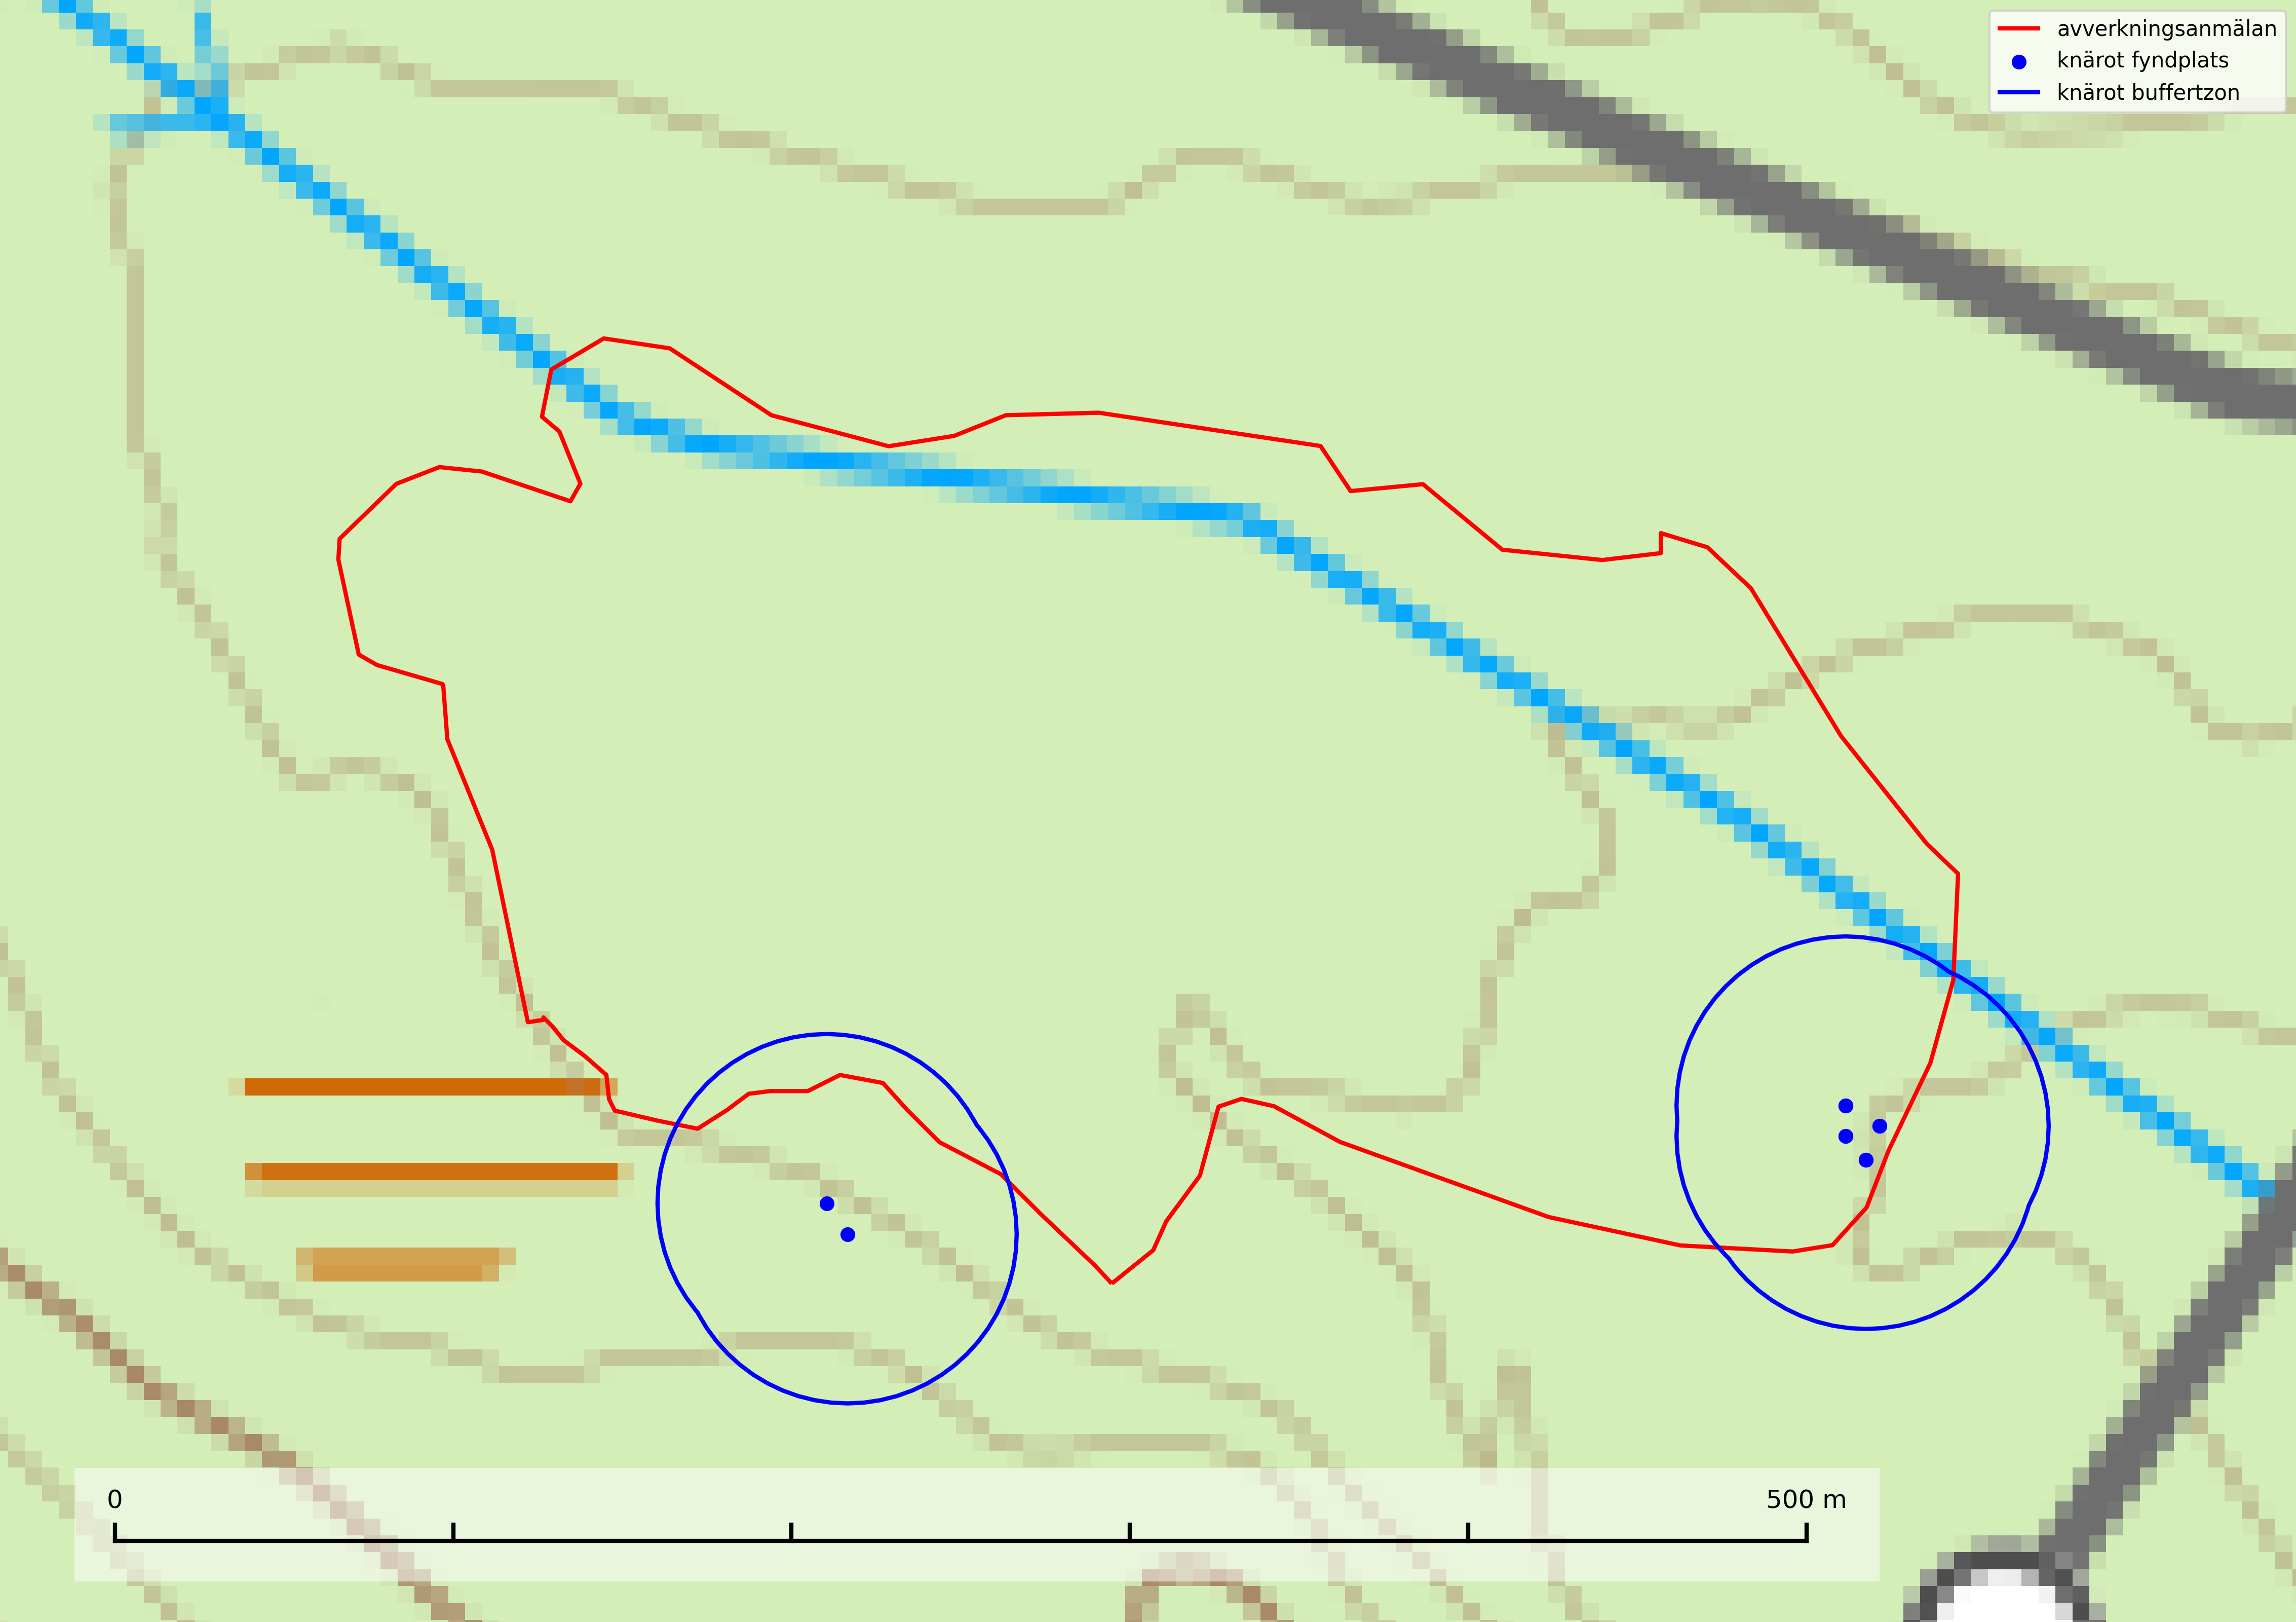 avverkningsanmälan
knärot fyndplats
knärot buffertzon
0
500 m